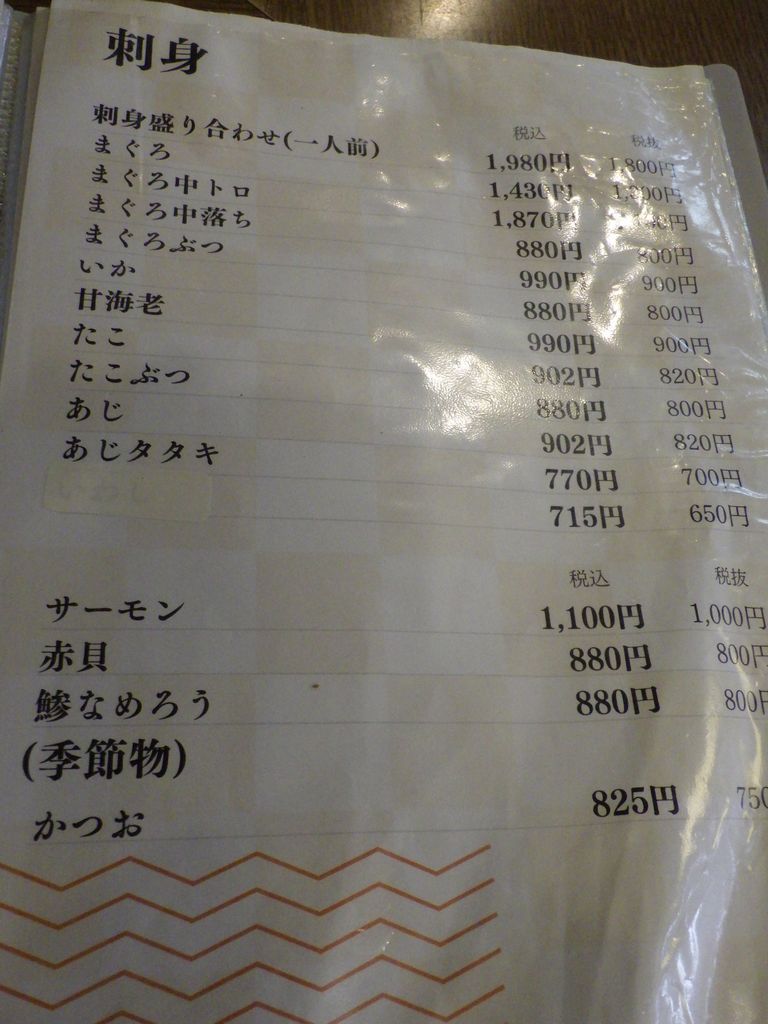 刺身
税込 税抜
刺身盛り合わせ(一人前) 1,980円 1,800円
まぐろ 1,430円 1,300円
まぐろ中トロ 1,870円
まぐろ中落ち 880円 800円
まぐろぶつ 990円 900円
いか 880円 800円
甘海老 990円 900円
たこ 902円 820円
たこぶつ 880円 800円
あじ 902円 820円
あじタタキ 770円 700円
いわし 715円 650円
税込 税抜
サーモン 1,100円 1,000円
赤貝 880円 800円
鯵なめろう 880円 800円
(季節物)
かつお 825円 750